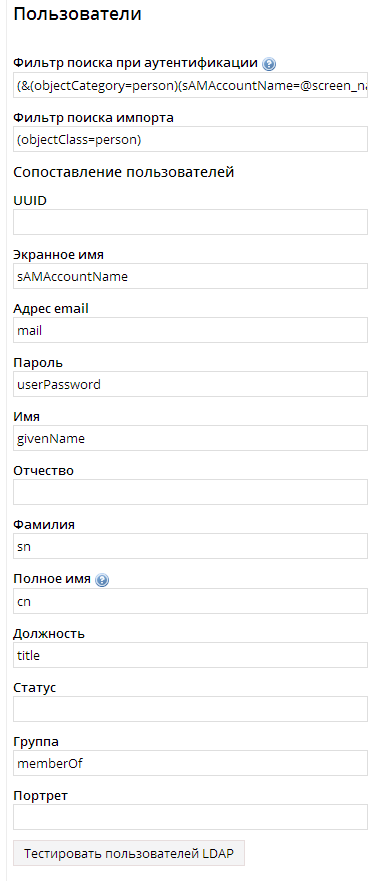 Пользователи
Фильтр поиска при аутентификации
(&(objectCategory=person)(sAMAccountName=@screen_na
Фильтр поиска импорта
(objectClass=person)
Сопоставление пользователей
UUID
Экранное имя
sAMAccountName
Адрес email
mail
Пароль
userPassword
Имя
givenName
Отчество
Фамилия
sn
Полное имя
cn
Должность
title
Статус
Группа
memberOf
Портрет
Тестировать пользователей LDAP